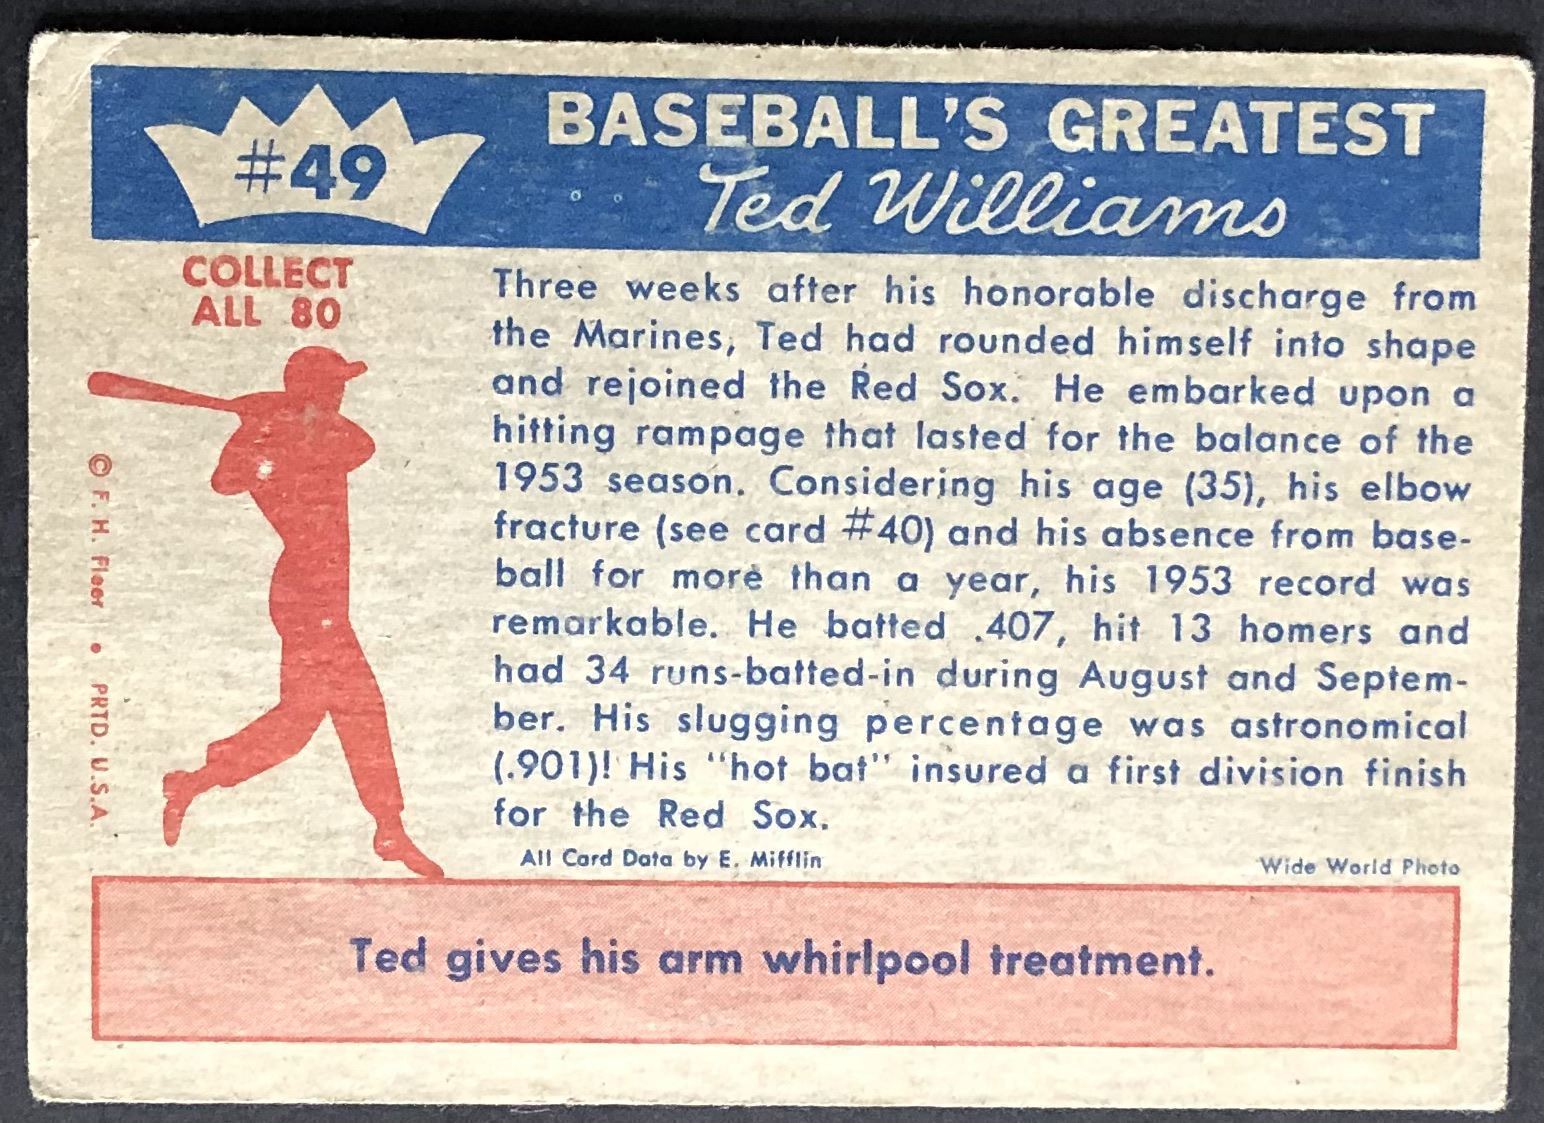 #49
BASEBALL'S GREATEST
Ted Williams
COLLECT
ALL 80
Three weeks after his honorable discharge from
the Marines, Ted had rounded himself into shape
and rejoined the Red Sox. He embarked upon a
hitting rampage that lasted for the balance of the
1953 season. Considering his age (35), his elbow
fracture (see card #40) and his absence from base-
ball for more than a year, his 1953 record was
remarkable. He batted .407, hit 13 homers and
had 34 runs-batted-in during August and Septem-
ber. His slugging percentage was astronomical
(.901)! His "hot bat" insured a first division finish
for the Red Sox.
All Card Data by E. Mifflin
Wide World Photo
© F. H. Fleer • PRTD. U.S.A.
Ted gives his arm whirlpool treatment.